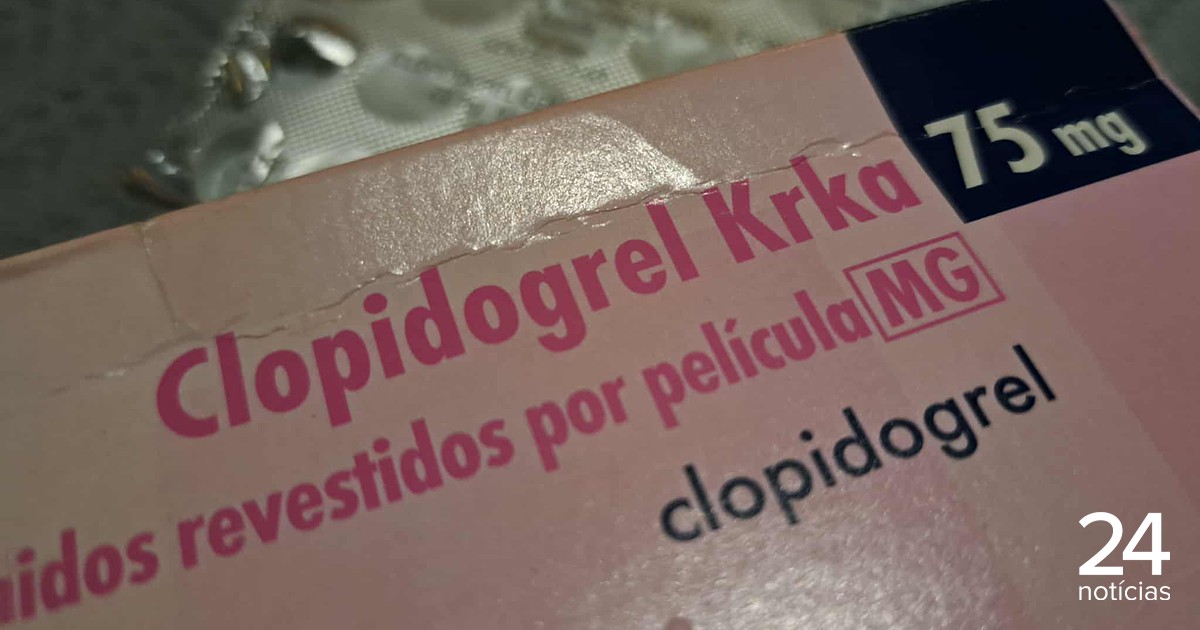 75 mg
Clopidogrel Krka
revestidos por película MG
clopidogrel
24
notícias